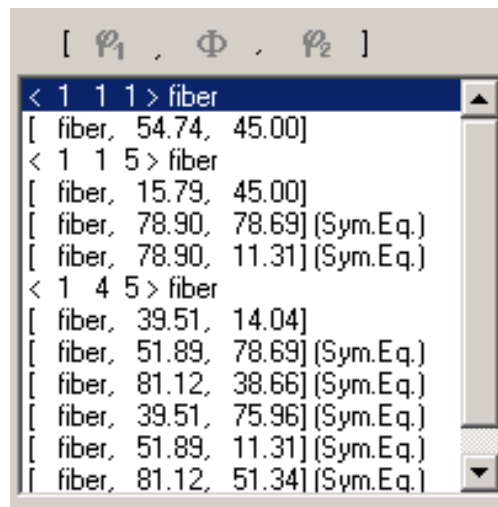 [ φ1 , Φ , φ2 ]
< 1 1 1 > fiber
[ fiber, 54.74, 45.00]
< 1 1 5 > fiber
[ fiber, 15.79, 45.00]
[ fiber, 78.90, 78.69] (Sym.Eq.)
[ fiber, 78.90, 11.31] (Sym.Eq.)
< 1 4 5 > fiber
[ fiber, 39.51, 14.04]
[ fiber, 51.89, 78.69] (Sym.Eq.)
[ fiber, 81.12, 38.66] (Sym.Eq.)
[ fiber, 39.51, 75.96] (Sym.Eq.)
[ fiber, 51.89, 11.31] (Sym.Eq.)
[ fiber, 81.12, 51.34] (Sym.Eq.)